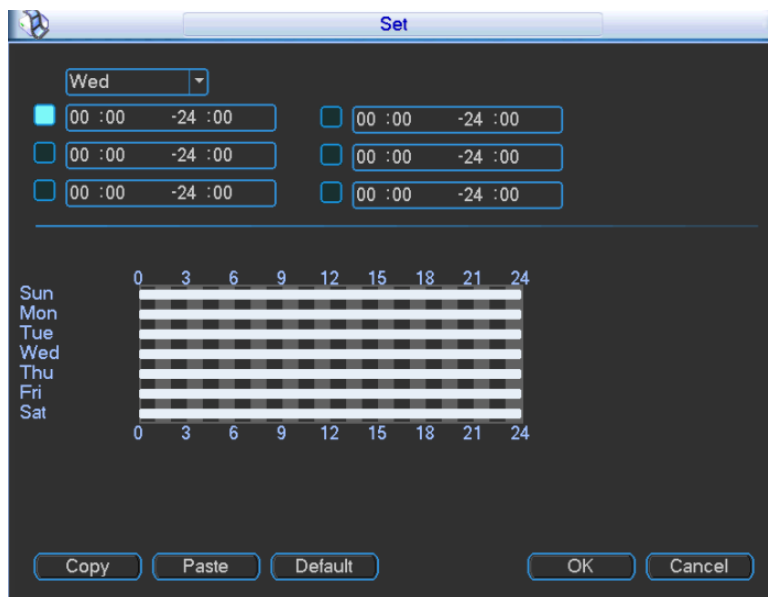 Set
Wed
00 :00 -24 :00 00 :00 -24 :00
00 :00 -24 :00 00 :00 -24 :00
00 :00 -24 :00 00 :00 -24 :00
0 3 6 9 12 15 18 21 24
Sun
Mon
Tue
Wed
Thu
Fri
Sat
0 3 6 9 12 15 18 21 24
Copy Paste Default OK Cancel